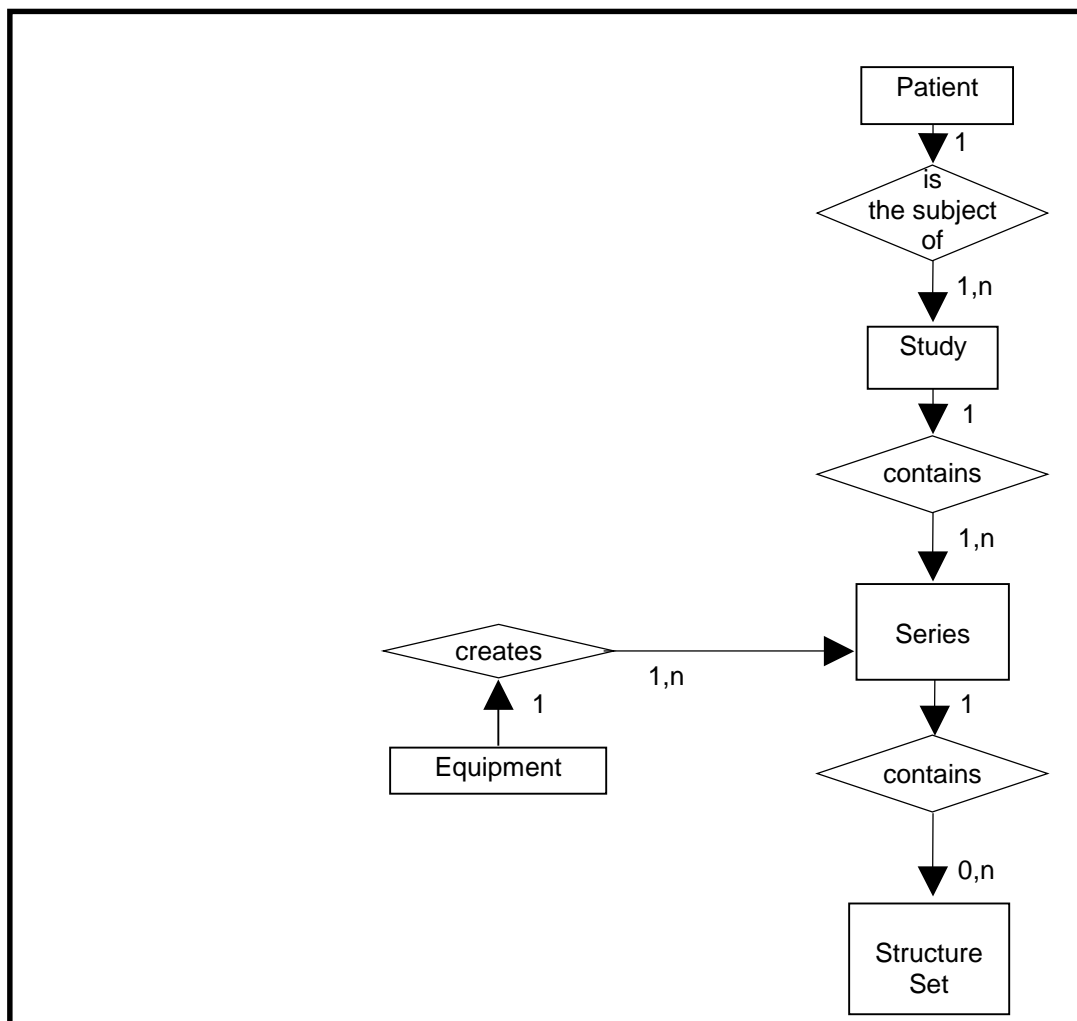 Patient
1
is
the subject
of
1,n
Study
1
contains
1,n
Series
creates
1,n
1
1
Equipment
contains
0,n
Structure
Set